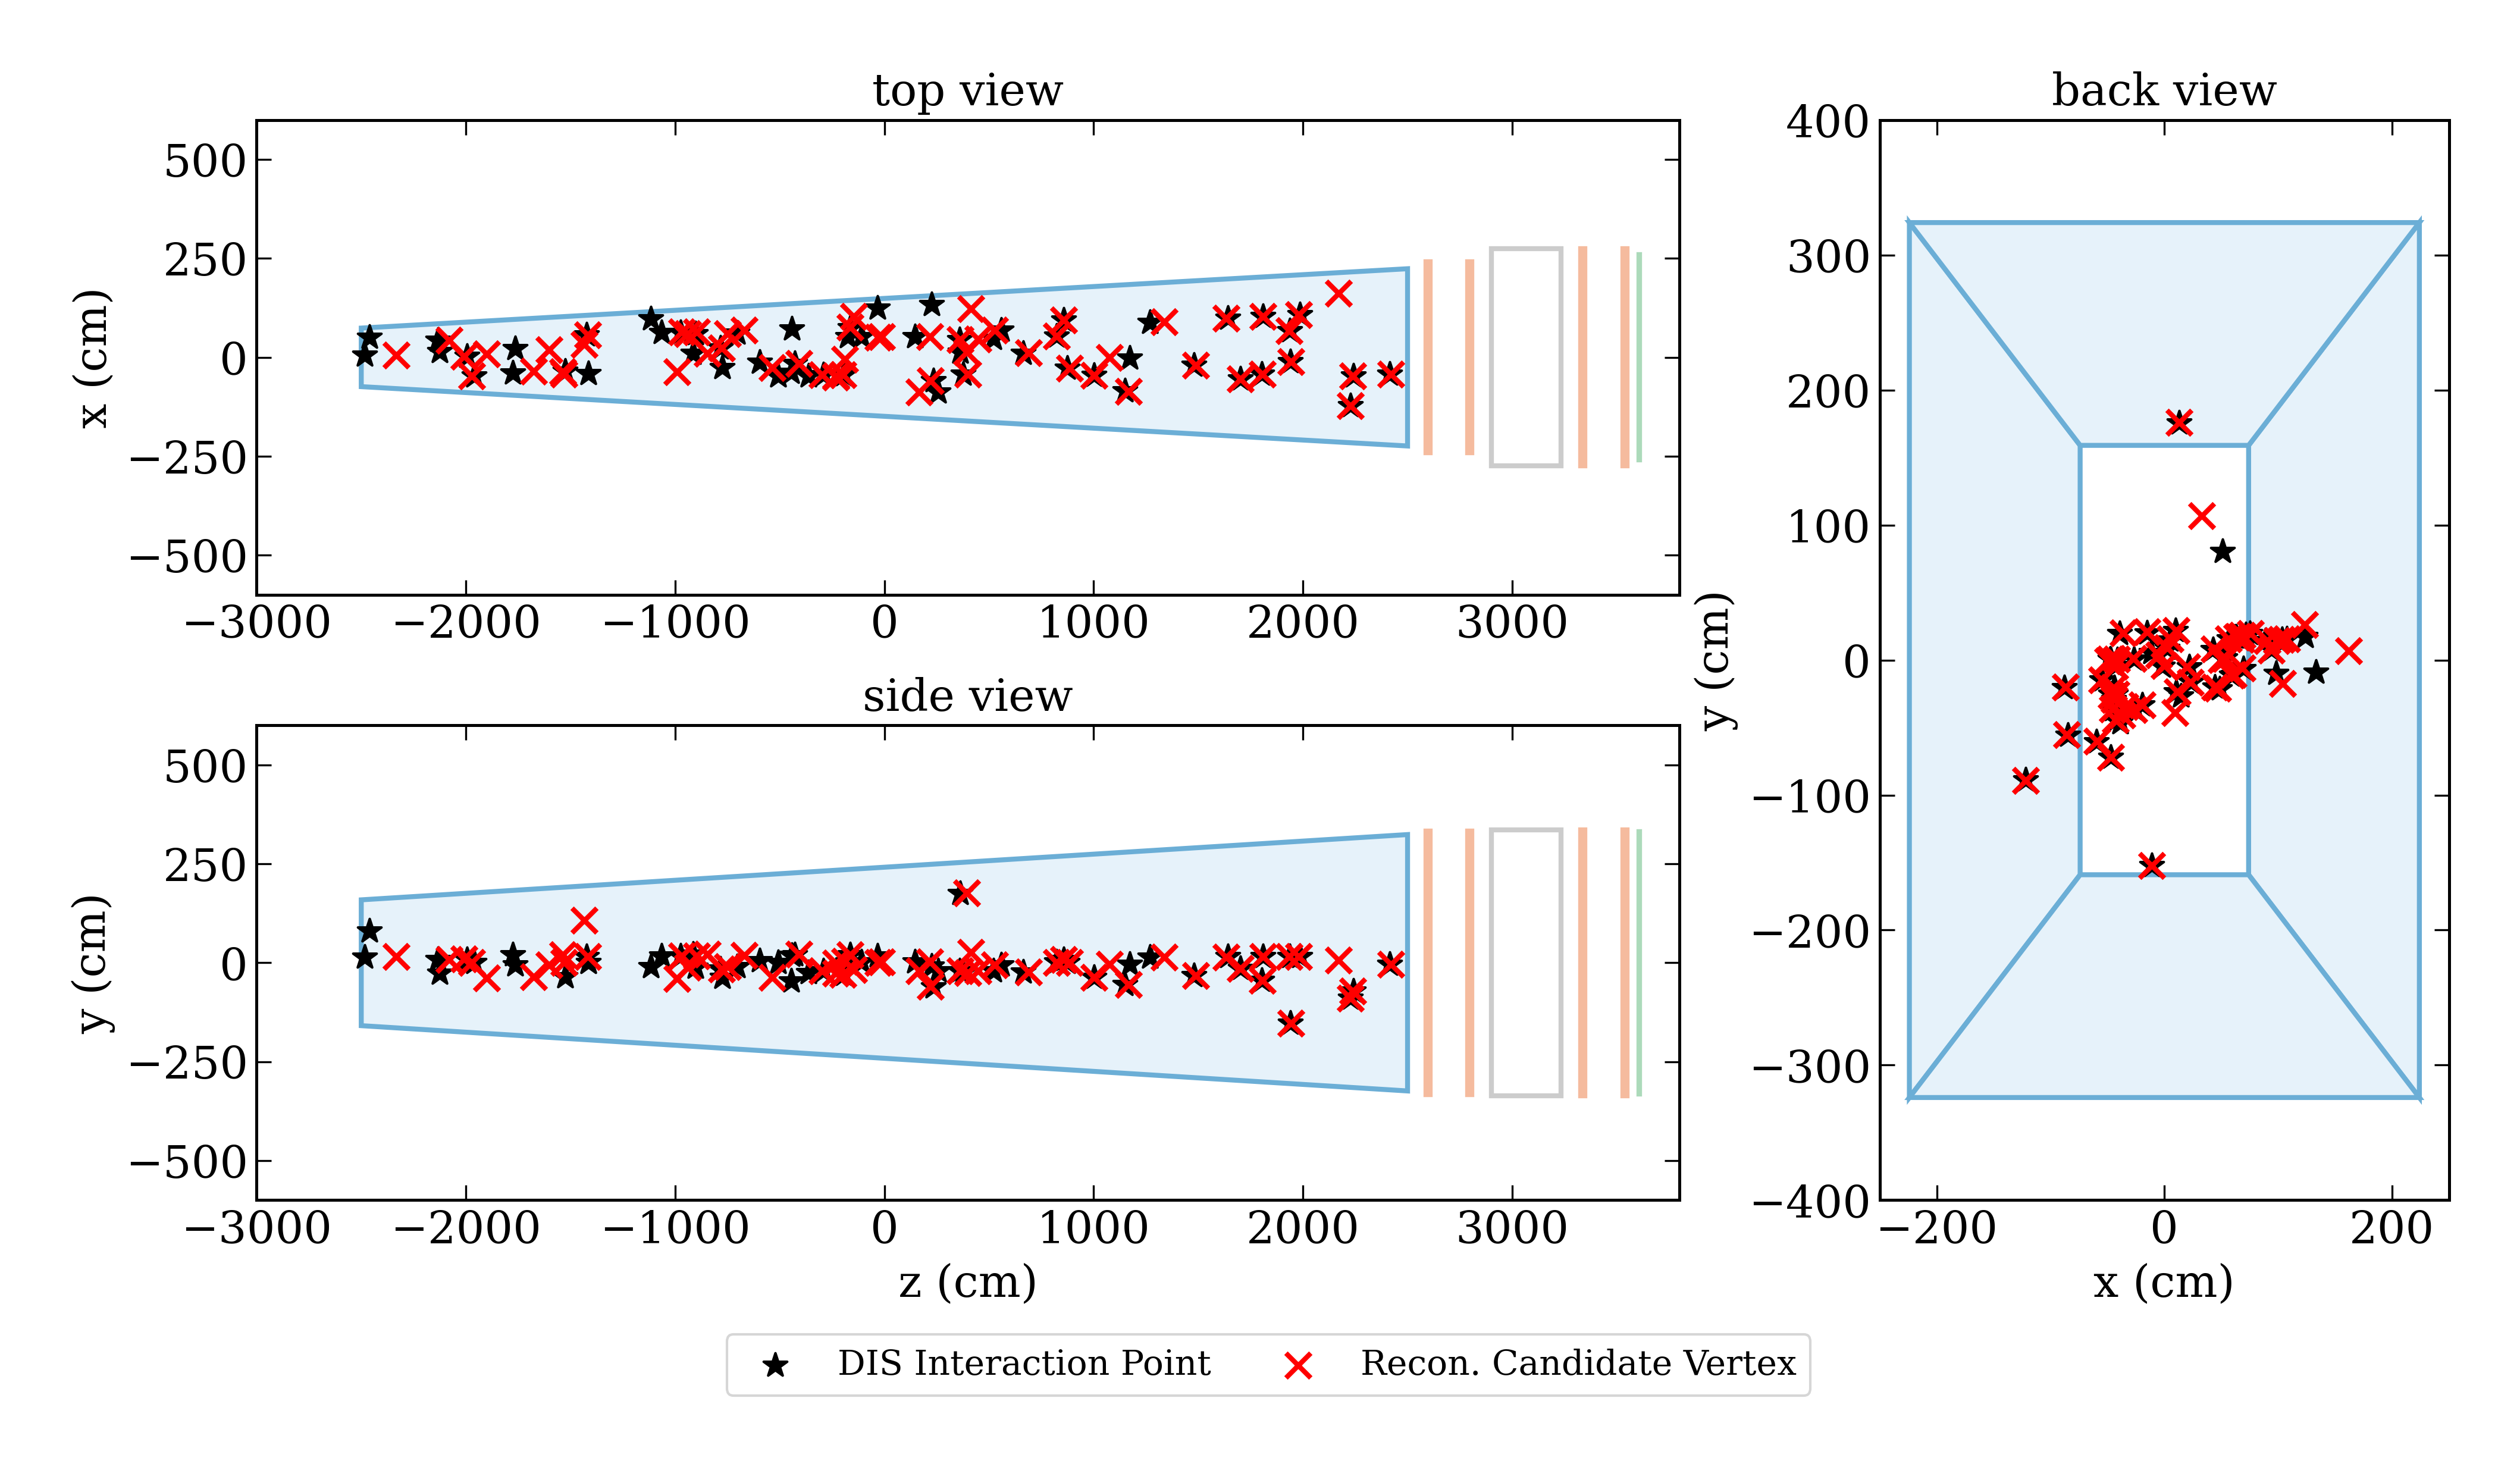 top view
x (cm)
500
250
0
−250
−500
−3000 −2000 −1000 0 1000 2000 3000
side view
y (cm)
500
250
0
−250
−500
−3000 −2000 −1000 0 1000 2000 3000
z (cm)
back view
y (cm)
400
300
200
100
0
−100
−200
−300
−400
−200 0 200
x (cm)
DIS Interaction Point Recon. Candidate Vertex